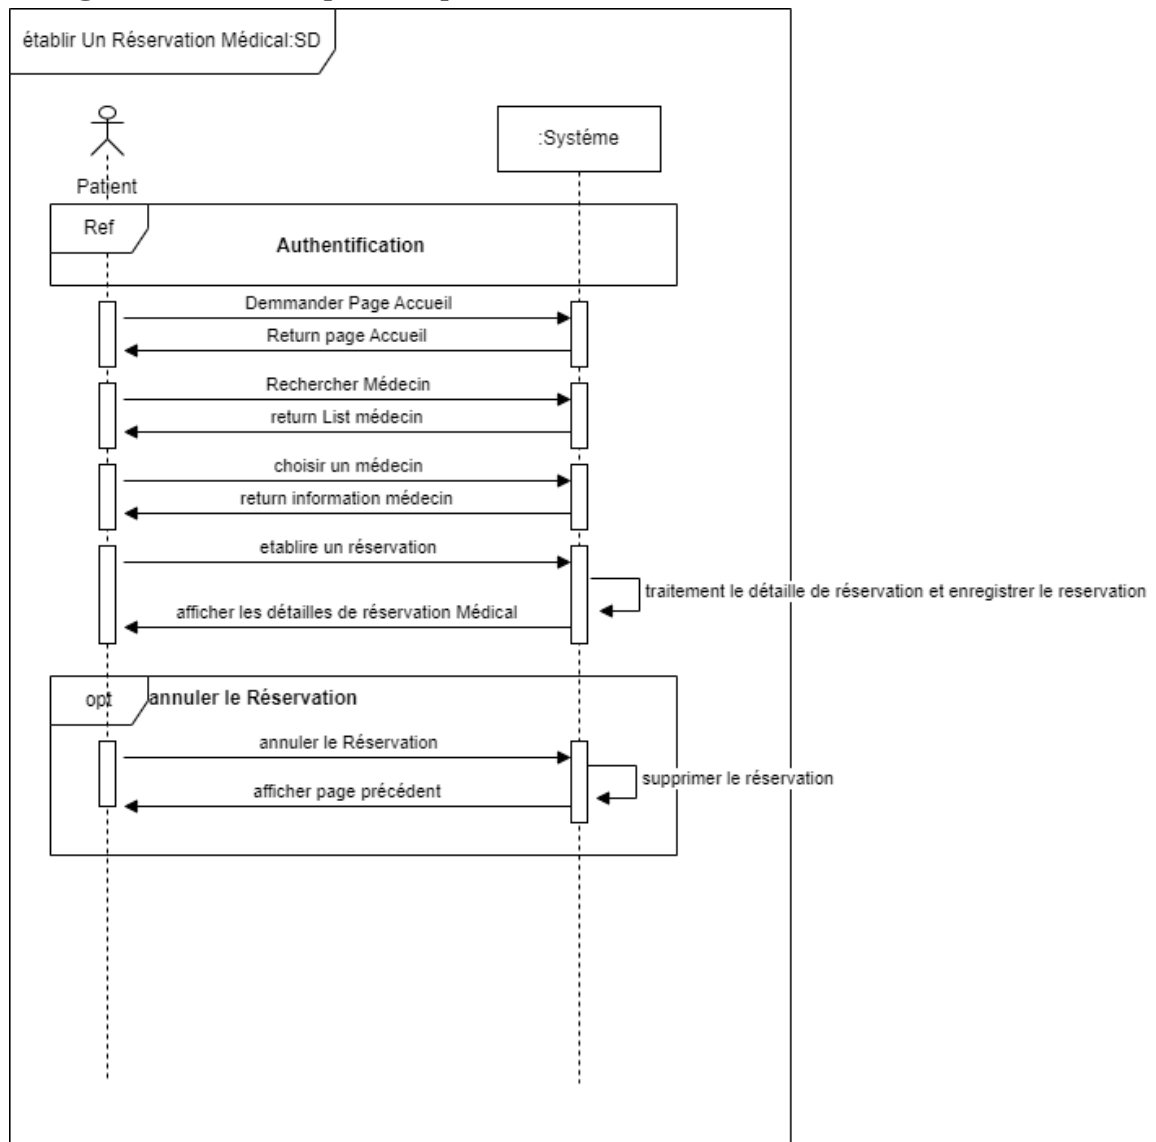 établir Un Réservation Médical:SD
:Systéme
Patient
Ref
Authentification
Demmander Page Accueil
Return page Accueil
Rechercher Médecin
return List médecin
choisir un médecin
return information médecin
etablire un réservation
traitement le détaille de réservation et enregistrer le reservation
afficher les détailles de réservation Médical
opt
annuler le Réservation
annuler le Réservation
supprimer le réservation
afficher page précédent